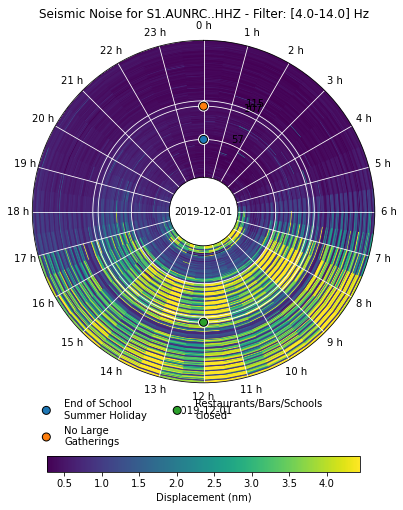 Seismic Noise for S1.AUNRC..HHZ - Filter: [4.0-14.0] Hz
0 h
23 h
1 h
22 h
2 h
21 h
3 h
20 h
4 h
19 h
5 h
57
2019-12-01
18 h
6 h
17 h
7 h
16 h
8 h
15 h
9 h
14 h
10 h
13 h
11 h
12 h
2019-12-01
End of School
Summer Holiday
No Large
Gatherings
Restaurants/Bars/Schools
closed
0.5 1.0 1.5 2.0 2.5 3.0 3.5 4.0
Displacement (nm)